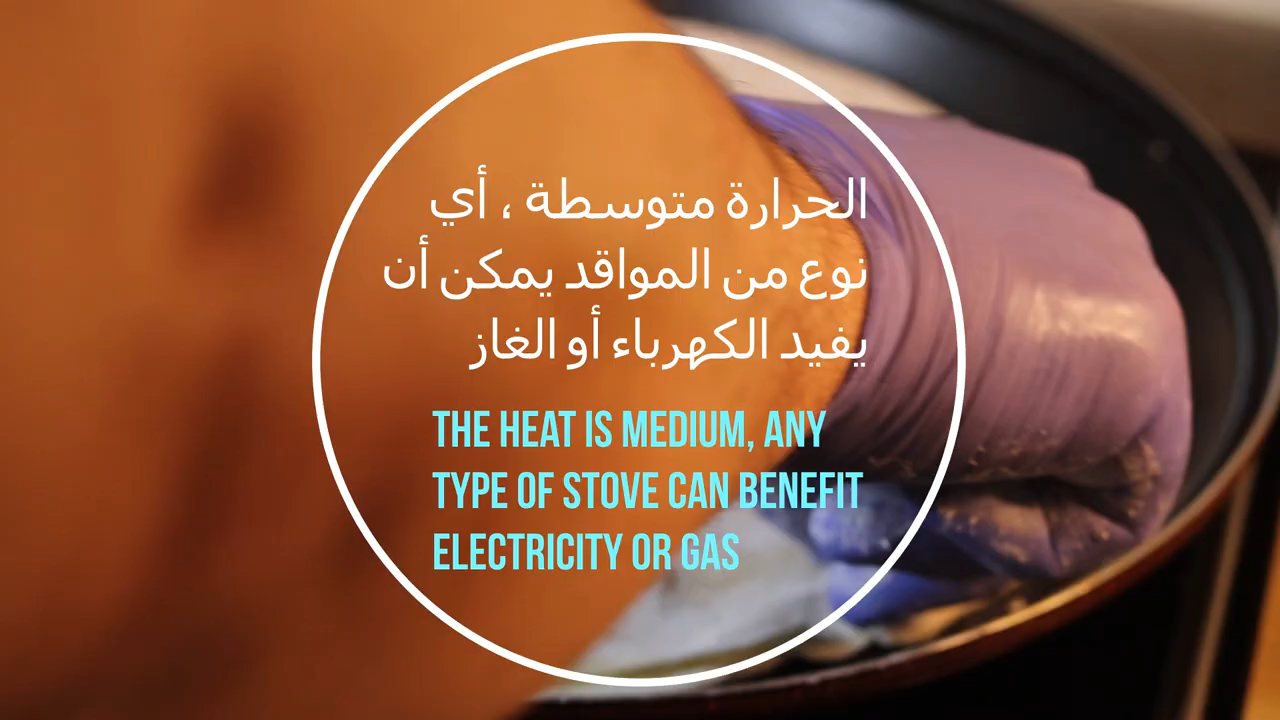 الحرارة متوسطة ، أي
نوع من المواقد يمكن أن
يفيد الكهرباء أو الغاز
THE HEAT IS MEDIUM, ANY
TYPE OF STOVE CAN BENEFIT
ELECTRICITY OR GAS